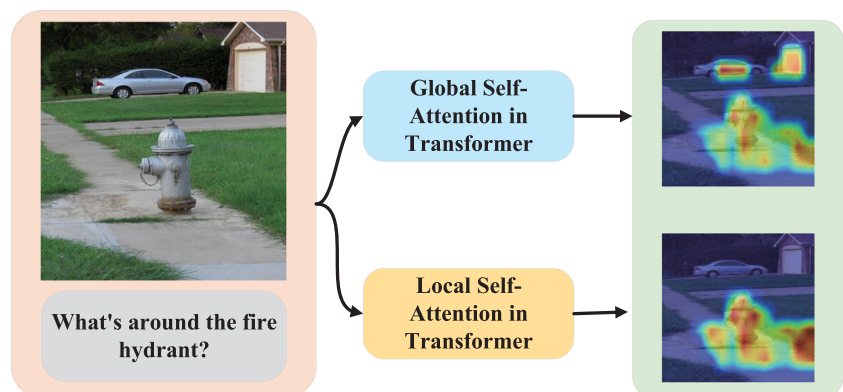 What's around the fire
hydrant?
Global Self-
Attention in
Transformer
Local Self-
Attention in
Transformer